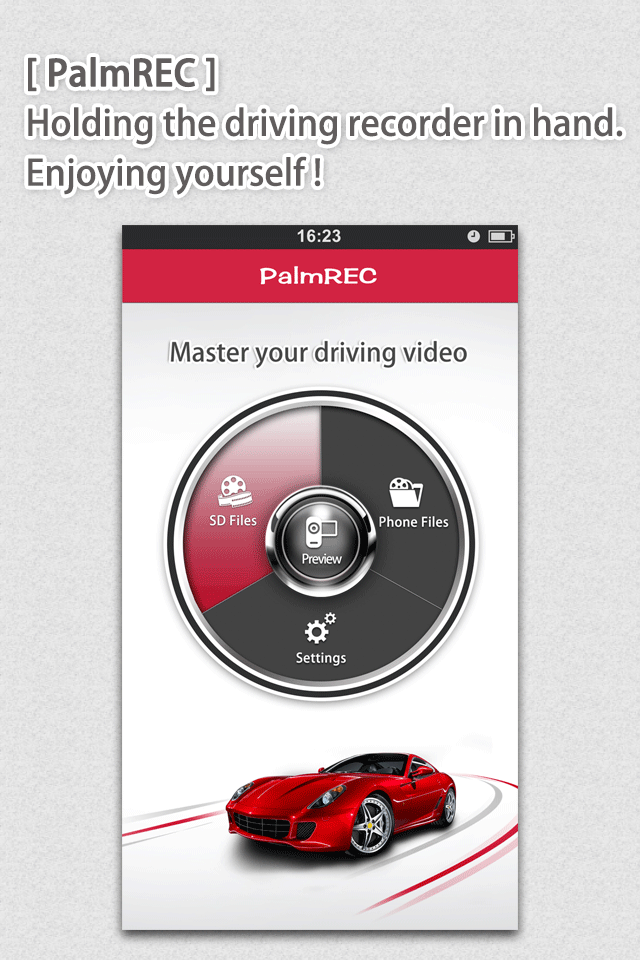 [ PalmREC ]
Holding the driving recorder in hand.
Enjoying yourself !
16:23
PalmREC
Master your driving video
SD Files
Phone Files
Preview
Settings